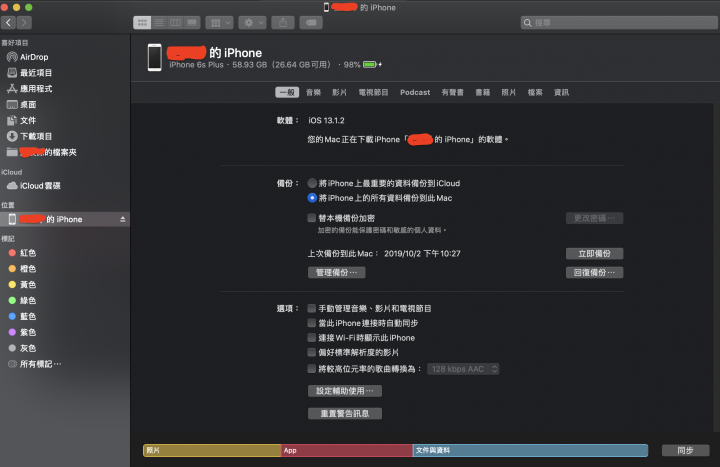 的 iPhone
搜尋
喜好項目
AirDrop
最近項目
應用程式
桌面
文件
下載項目
的檔案夾
iCloud
iCloud 雲碟
位置
的 iPhone
標記
紅色
橙色
黃色
綠色
藍色
紫色
灰色
所有標記⋯
的 iPhone
iPhone 6s Plus · 58.93 GB（26.64 GB可用） · 98%
一般 音樂 影片 電視節目 Podcast 有聲書 書籍 照片 檔案 資訊
軟體： iOS 13.1.2
您的 Mac 正在下載 iPhone「 的 iPhone」的軟體。
備份： 將 iPhone 上最重要的資料備份到 iCloud
將 iPhone 上的所有資料備份到此 Mac
替本機備份加密 更改密碼⋯
加密的備份能保護密碼和敏感的個人資料。
上次備份到此 Mac： 2019/10/2 下午10:27 立即備份
管理備份⋯ 回復備份⋯
選項： 手動管理音樂、影片和電視節目
當此 iPhone 連接時自動同步
連接 Wi-Fi 時顯示此 iPhone
偏好標準解析度的影片
將較高位元率的歌曲轉換為： 128 kbps AAC
設定輔助使用⋯
重置警告訊息
照片 App 文件與資料 同步